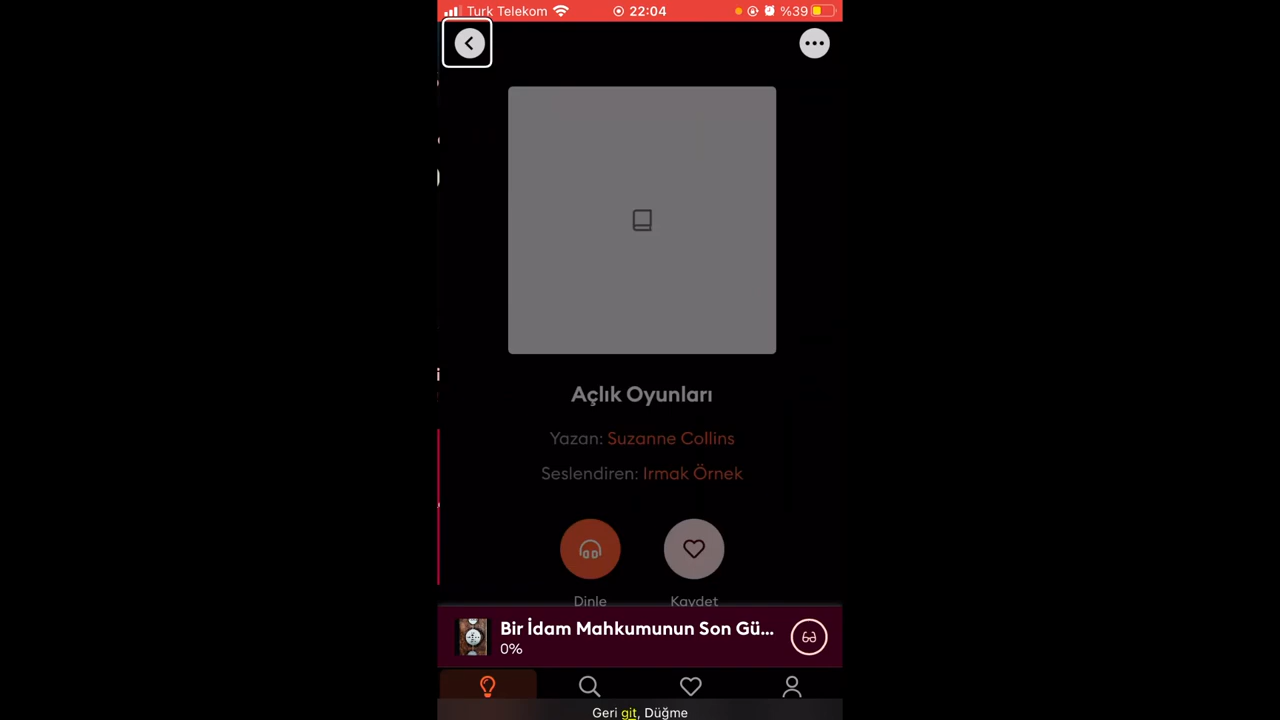 Turk Telekom 22:04 %39
Açlık Oyunları
Yazan: Suzanne Collins
Seslendiren: Irmak Örnek
Dinle Kaydet
Bir İdam Mahkumunun Son Gü...
0%
Geri git, Düğme